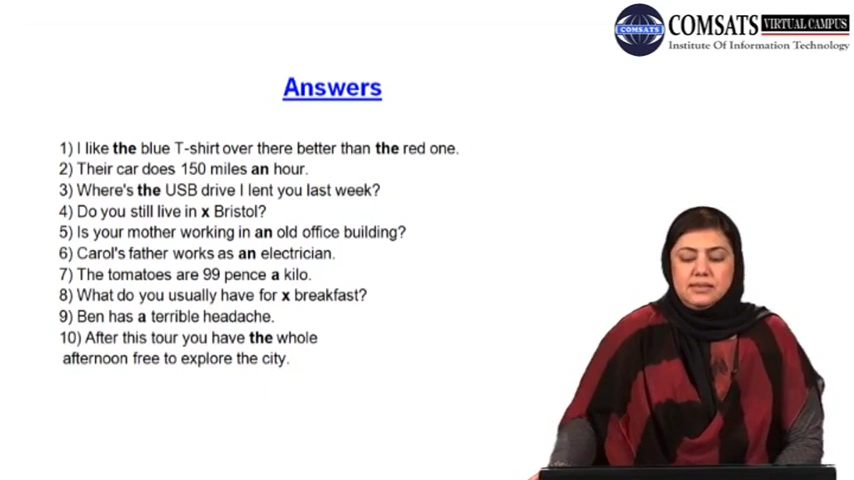 COMSATS
COMSATS VIRTUAL CAMPUS
Institute Of Information Technology
Answers
1) I like the blue T-shirt over there better than the red one.
2) Their car does 150 miles an hour.
3) Where's the USB drive I lent you last week?
4) Do you still live in x Bristol?
5) Is your mother working in an old office building?
6) Carol's father works as an electrician.
7) The tomatoes are 99 pence a kilo.
8) What do you usually have for x breakfast?
9) Ben has a terrible headache.
10) After this tour you have the whole
afternoon free to explore the city.